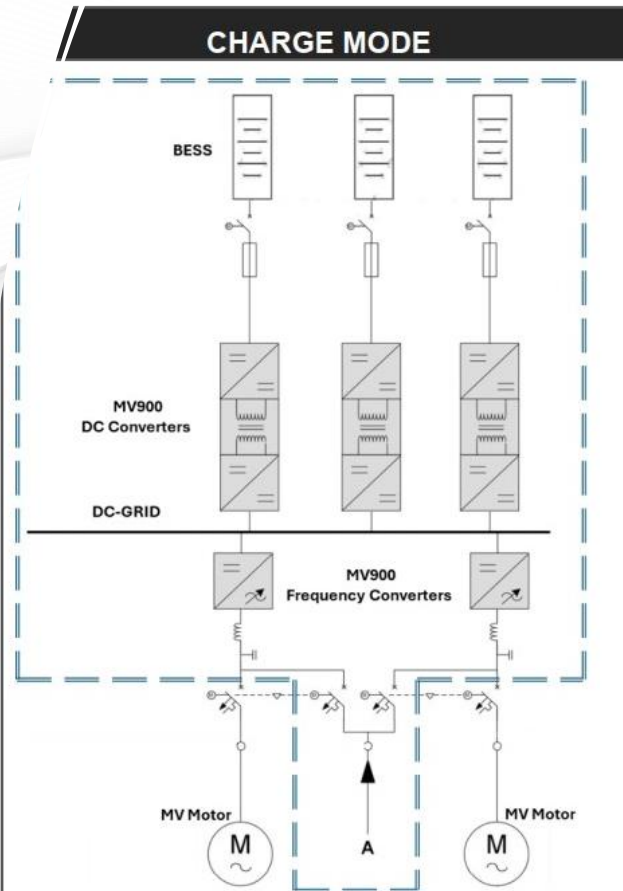 CHARGE MODE
BESS
MV900
DC Converters
DC-GRID
MV900
Frequency Converters
MV Motor
MV Motor
M
A
M